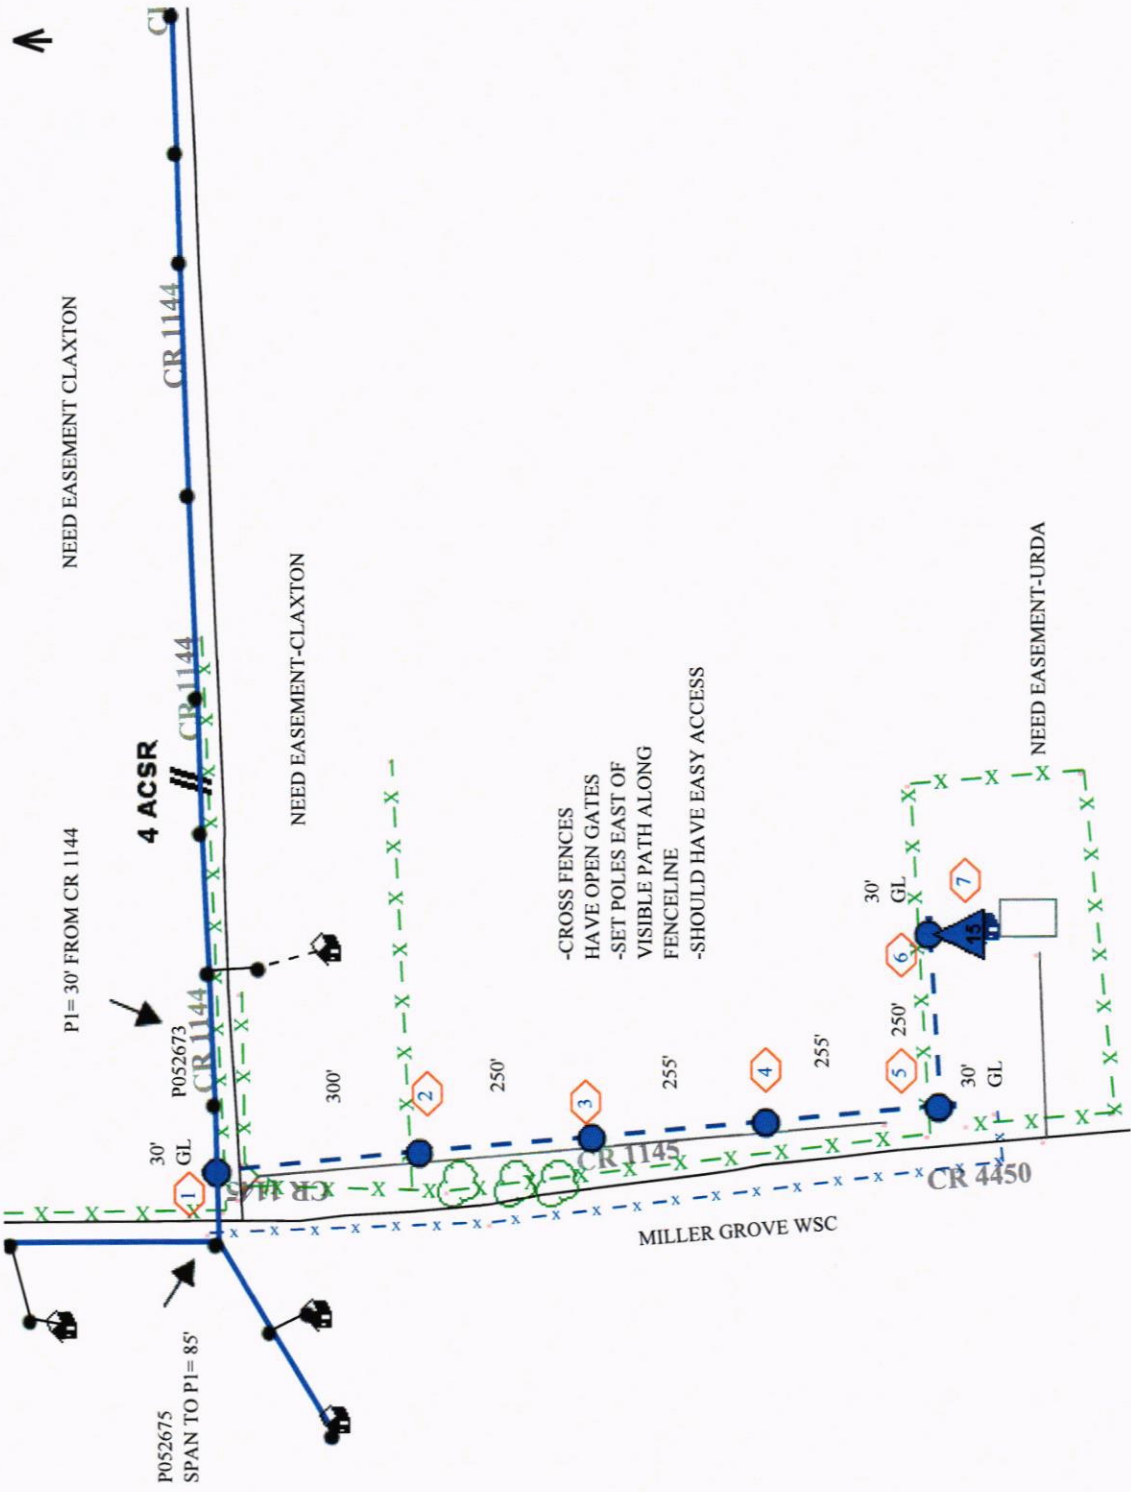 CR 1144
NEED EASEMENT CLAXTON
CR 1144
4 ACSR
P1= 30' FROM CR 1144
P052673
CR 1144
NEED EASEMENT-CLAXTON
30'
GL
1
P052675
SPAN TO P1= 85'
CR 1145
300'
2
250'
3
CR 1145
255'
4
255'
-CROSS FENCES
HAVE OPEN GATES
-SET POLES EAST OF
VISIBLE PATH ALONG
FENCELINE
-SHOULD HAVE EASY ACCESS
MILLER GROVE WSC
CR 4450
5
250'
30'
GL
6
30'
GL
7
15
NEED EASEMENT-URDA